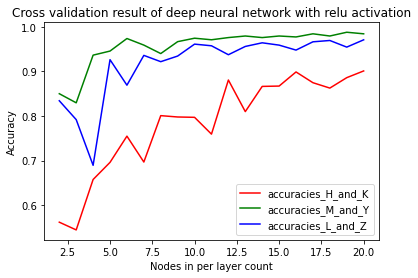 Cross validation result of deep neural network with relu activation
Accuracy
1.0
0.9
0.8
0.7
0.6
accuracies_H_and_K
accuracies_M_and_Y
accuracies_L_and_Z
2.5 5.0 7.5 10.0 12.5 15.0 17.5 20.0
Nodes in per layer count